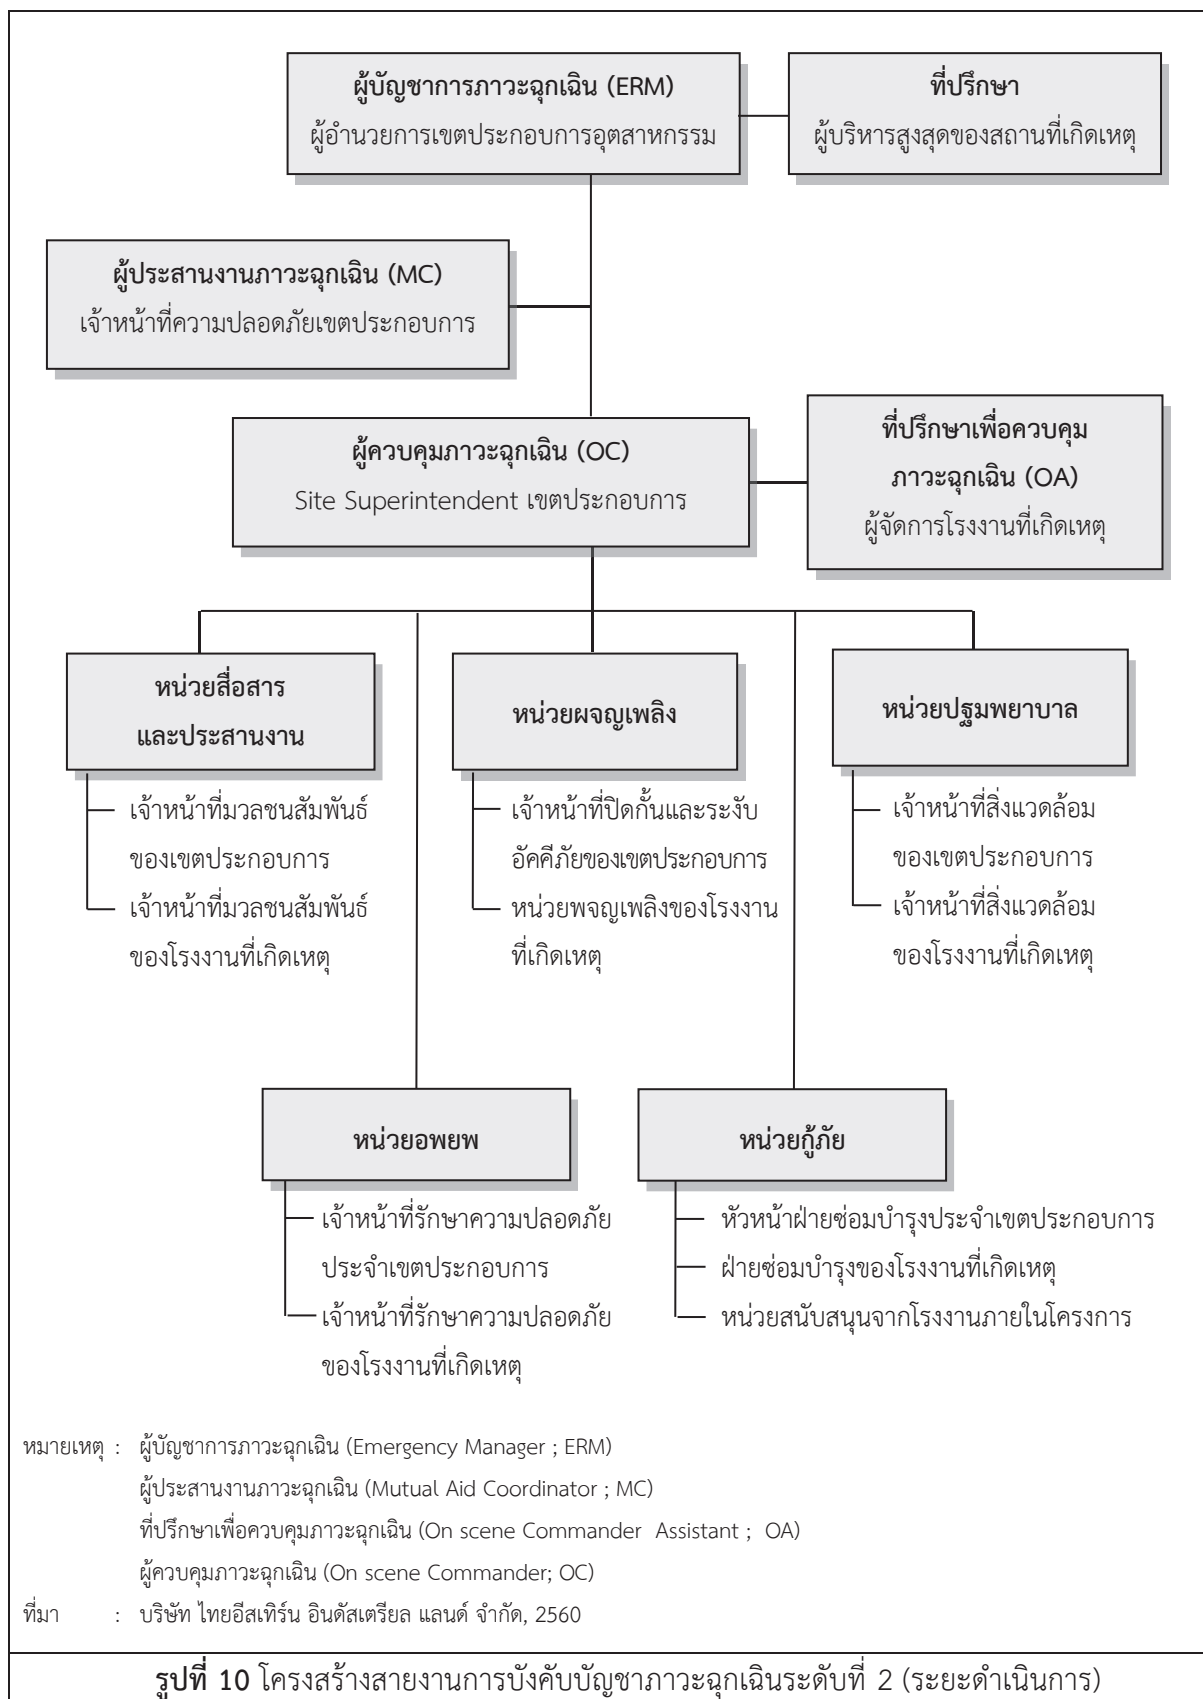 ผู้บัญชาการภาวะฉุกเฉิน (ERM)
ผู้อำนวยการเขตประกอบการอุตสาหกรรม
ที่ปรึกษา
ผู้บริหารสูงสุดของสถานที่เกิดเหตุ
ผู้ประสานงานภาวะฉุกเฉิน (MC)
เจ้าหน้าที่ความปลอดภัยเขตประกอบการ
ผู้ควบคุมภาวะฉุกเฉิน (OC)
Site Superintendent เขตประกอบการ
ที่ปรึกษาเพื่อควบคุม
ภาวะฉุกเฉิน (OA)
ผู้จัดการโรงงานที่เกิดเหตุ
หน่วยสื่อสาร
และประสานงาน
เจ้าหน้าที่มวลชนสัมพันธ์
ของเขตประกอบการ
เจ้าหน้าที่มวลชนสัมพันธ์
ของโรงงานที่เกิดเหตุ
หน่วยผจญเพลิง
เจ้าหน้าที่ปิดกั้นและระงับ
อัคคีภัยของเขตประกอบการ
หน่วยพจญเพลิงของโรงงาน
ที่เกิดเหตุ
หน่วยปฐมพยาบาล
เจ้าหน้าที่สิ่งแวดล้อม
ของเขตประกอบการ
เจ้าหน้าที่สิ่งแวดล้อม
ของโรงงานที่เกิดเหตุ
หน่วยอพยพ
เจ้าหน้าที่รักษาความปลอดภัย
ประจำเขตประกอบการ
เจ้าหน้าที่รักษาความปลอดภัย
ของโรงงานที่เกิดเหตุ
หน่วยกู้ภัย
หัวหน้าฝ่ายซ่อมบำรุงประจำเขตประกอบการ
ฝ่ายซ่อมบำรุงของโรงงานที่เกิดเหตุ
หน่วยสนับสนุนจากโรงงานภายในโครงการ
หมายเหตุ : ผู้บัญชาการภาวะฉุกเฉิน (Emergency Manager ; ERM)
ผู้ประสานงานภาวะฉุกเฉิน (Mutual Aid Coordinator ; MC)
ที่ปรึกษาเพื่อควบคุมภาวะฉุกเฉิน (On scene Commander Assistant ; OA)
ผู้ควบคุมภาวะฉุกเฉิน (On scene Commander; OC)
ที่มา : บริษัท ไทยอีสเทิร์น อินดัสเตรียล แลนด์ จำกัด, 2560
รูปที่ 10 โครงสร้างสายงานการบังคับบัญชาภาวะฉุกเฉินระดับที่ 2 (ระยะดำเนินการ)